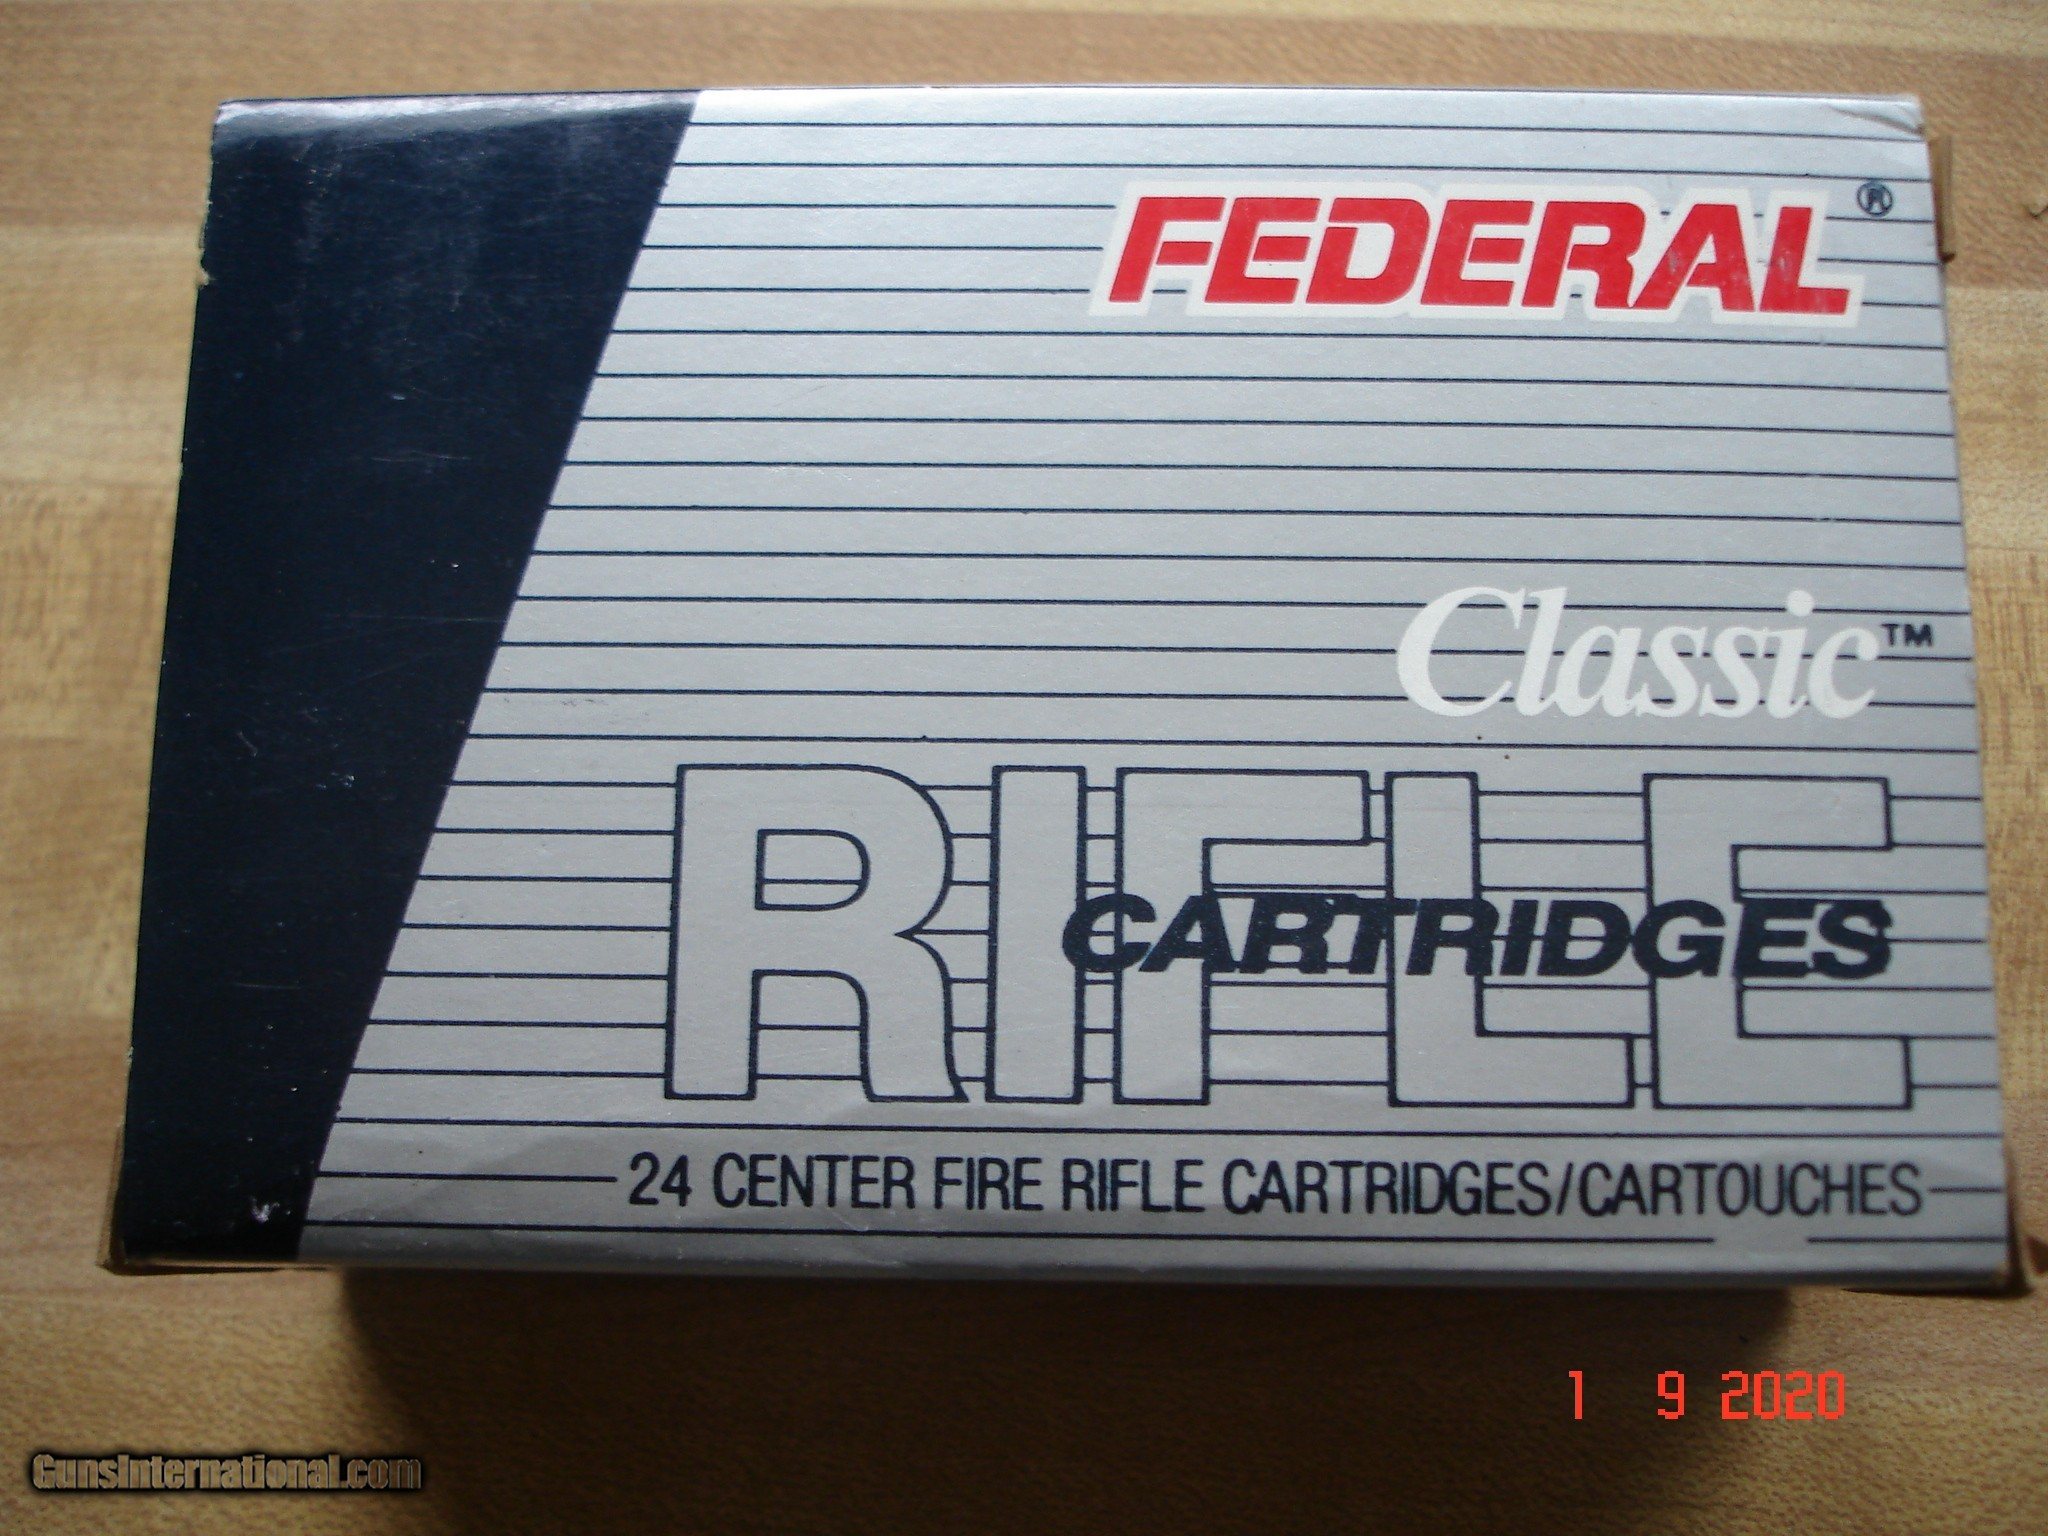 FEDERAL®
Classic™
RIFLE
CARTRIDGES
24 CENTER FIRE RIFLE CARTRIDGES/CARTOUCHES
1 9 2020
GunsInternational.com